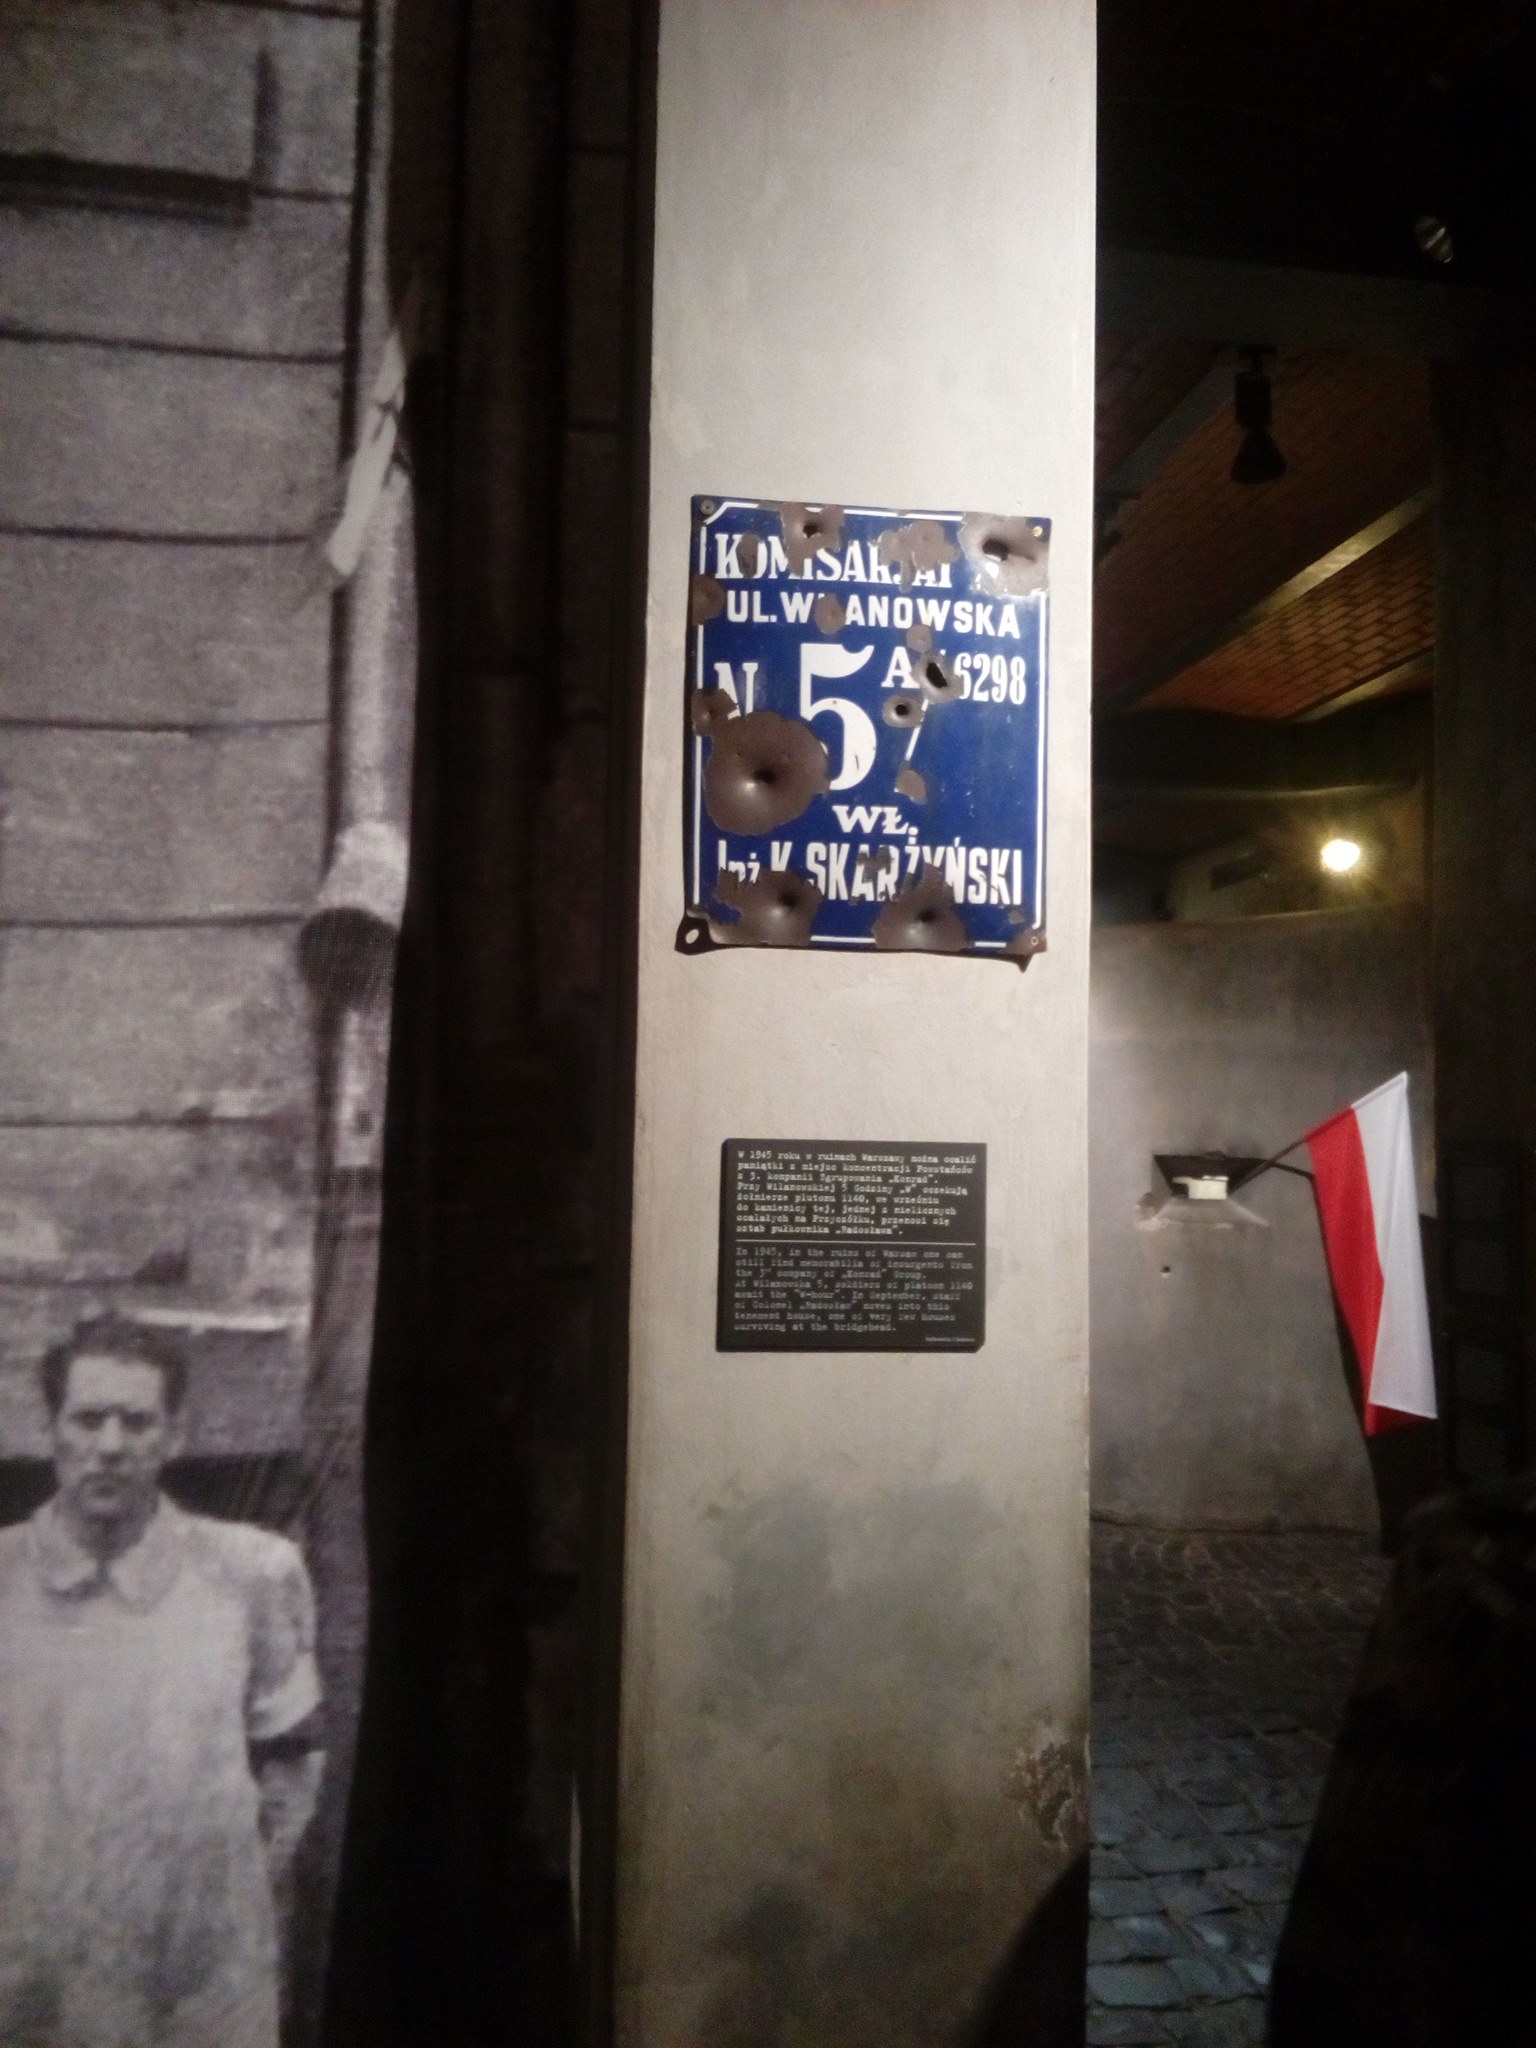 KOMISARJAT
UL. WILANOWSKA
N 5 A 6298
WŁ.
Inż. K. SKARŻYŃSKI
W 1945 roku w ruinach Warszawy można ocalić
pamiątki z miejsc koncentracji Powstańców
z 3. kompanii Zgrupowania „Konrad".
Przy Wilanowskiej 5 Godziny „W" oczekują
żołnierze plutonu 1140, we wrześniu
do kamienicy tej, jednej z nielicznych
ocalałych na Przyczółku, przenosi się
sztab pułkownika „Radosława".
In 1945, in the ruins of Warsaw one can
still find memorabilia of insurgents from
the 3rd company of „Konrad" Group.
At Wilanowska 5, soldiers of platoon 1140
await the "W-hour". In September, staff
of Colonel „Radosław" moves into this
tenement house, one of very few houses
surviving at the bridgehead.